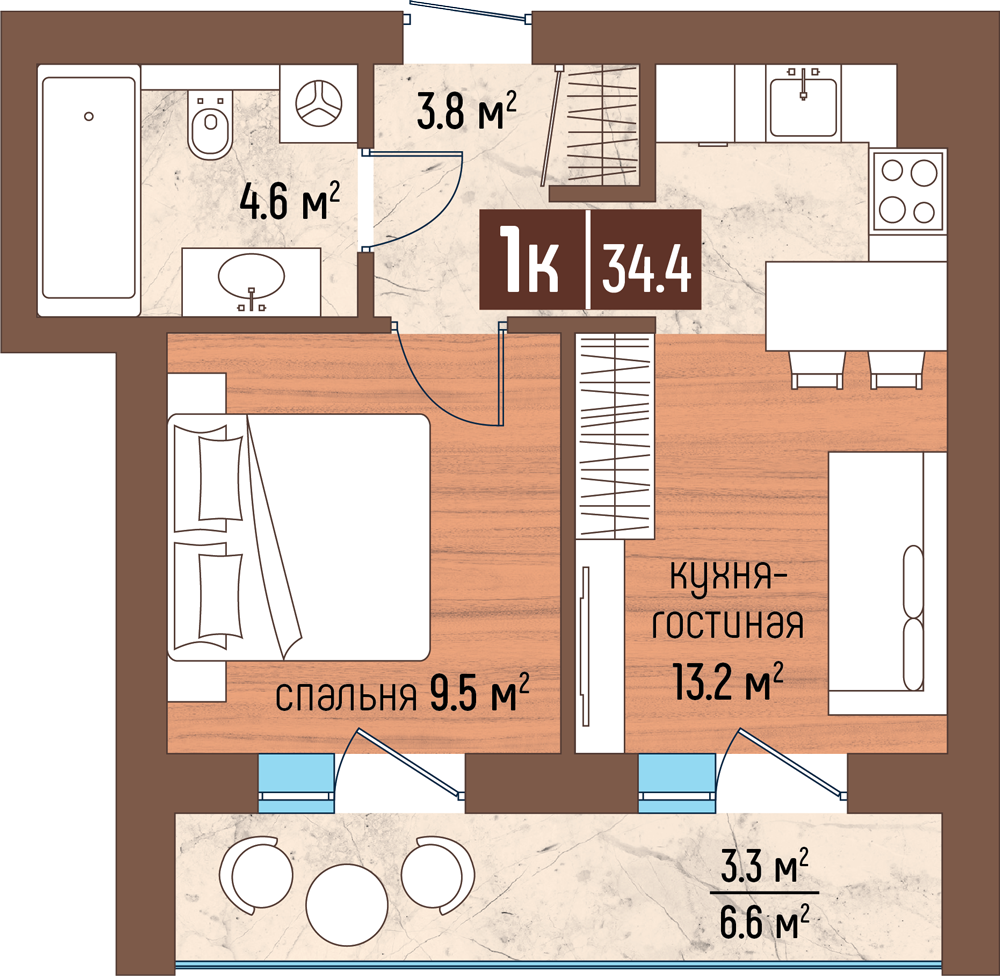 3.8 м²
4.6 м²
1к 34.4
кухня-
гостиная
13.2 м²
спальня 9.5 м²
3.3 м²
6.6 м²